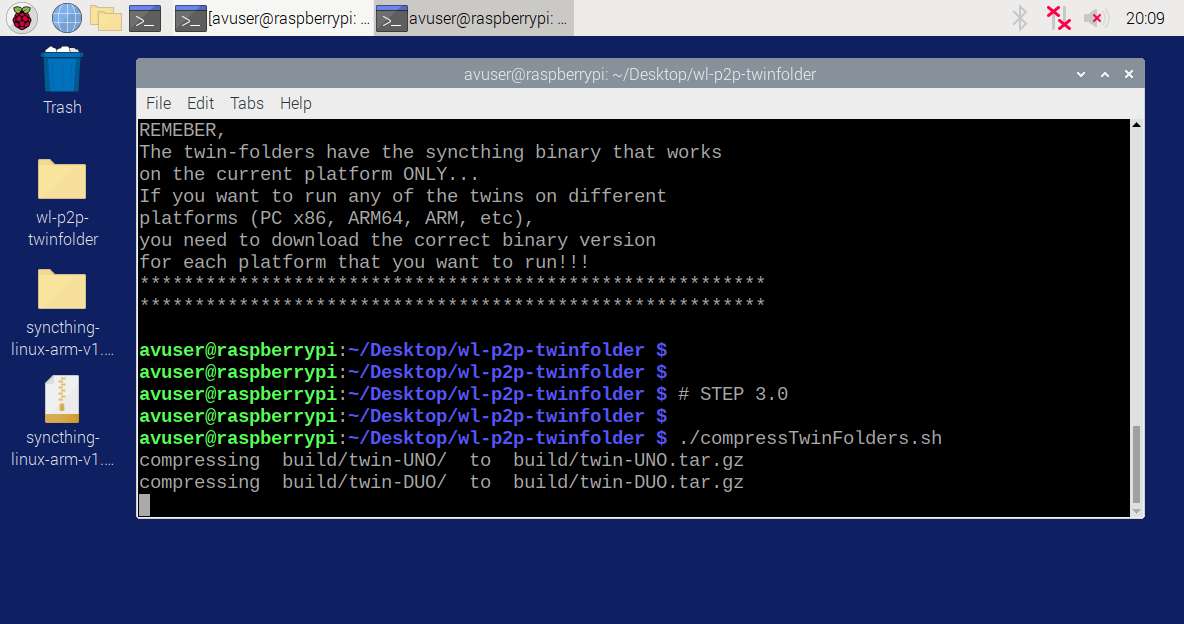 [avuser@raspberrypi: ...
avuser@raspberrypi: ...
20:09
Trash
wl-p2p-
twinfolder
syncthing-
linux-arm-v1....
syncthing-
linux-arm-v1....
avuser@raspberrypi: ~/Desktop/wl-p2p-twinfolder
File Edit Tabs Help
REMEBER,
The twin-folders have the syncthing binary that works
on the current platform ONLY...
If you want to run any of the twins on different
platforms (PC x86, ARM64, ARM, etc),
you need to download the correct binary version
for each platform that you want to run!!!
*********************************************************
*********************************************************
avuser@raspberrypi:~/Desktop/wl-p2p-twinfolder $
avuser@raspberrypi:~/Desktop/wl-p2p-twinfolder $
avuser@raspberrypi:~/Desktop/wl-p2p-twinfolder $ # STEP 3.0
avuser@raspberrypi:~/Desktop/wl-p2p-twinfolder $
avuser@raspberrypi:~/Desktop/wl-p2p-twinfolder $ ./compressTwinFolders.sh
compressing  build/twin-UNO/  to  build/twin-UNO.tar.gz
compressing  build/twin-DUO/  to  build/twin-DUO.tar.gz